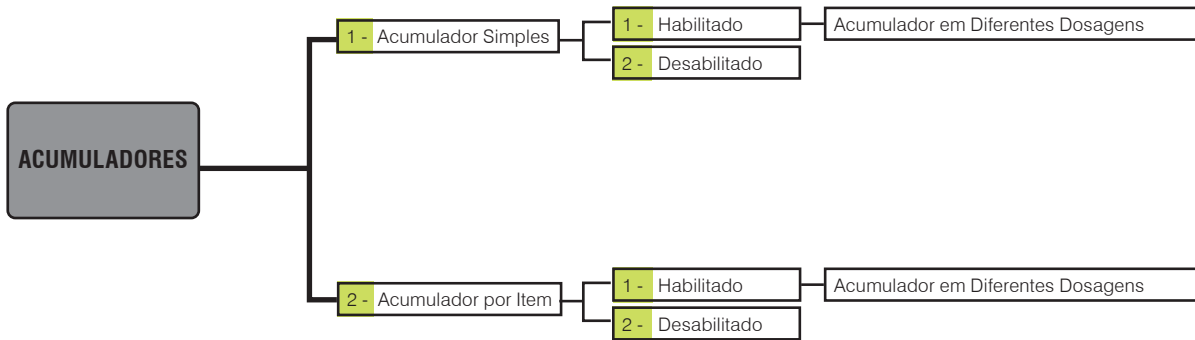 ACUMULADORES
1 - Acumulador Simples
1 - Habilitado
Acumulador em Diferentes Dosagens
2 - Desabilitado
2 - Acumulador por Item
1 - Habilitado
Acumulador em Diferentes Dosagens
2 - Desabilitado